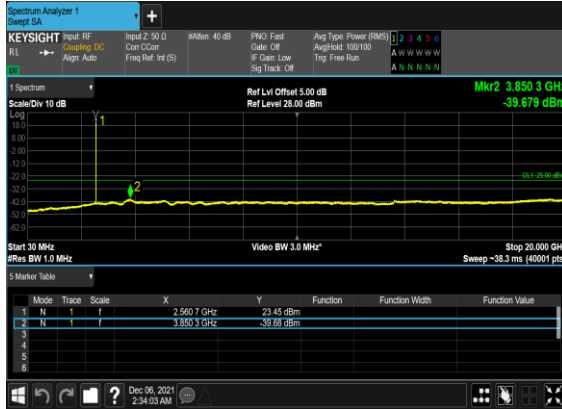 Spectrum Analyzer 1
Swept SA
+
KEYSIGHT Input: RF Input Z: 50 Ω #Atten: 40 dB PNO: Fast Avg Type: Power (RMS) 1 2 3 4 5 6
RL Coupling: DC Corr CCorr Gate: Off Avg|Hold: 100/100 A W W W W W
Align: Auto Freq Ref: Int (S) IF Gain: Low Trig: Free Run
Sig Track: Off A N N N N N
1 Spectrum Ref Lvl Offset 5.00 dB Mkr2 3.850 3 GHz
Scale/Div 10 dB Ref Level 28.00 dBm -39.679 dBm
Log
18.0
8.00
-2.00
-12.0
-22.0
-32.0
-42.0
-52.0
-62.0
1
2
DL1 -25.00 dBm
Start 30 MHz Video BW 3.0 MHz* Stop 20.000 GHz
#Res BW 1.0 MHz Sweep ~38.3 ms (40001 pts)
5 Marker Table
Mode Trace Scale X Y Function Function Width Function Value
1 N 1 f 2.560 7 GHz 23.45 dBm
2 N 1 f 3.850 3 GHz -39.68 dBm
3
4
5
6
? Dec 06, 2021
2:34:03 AM